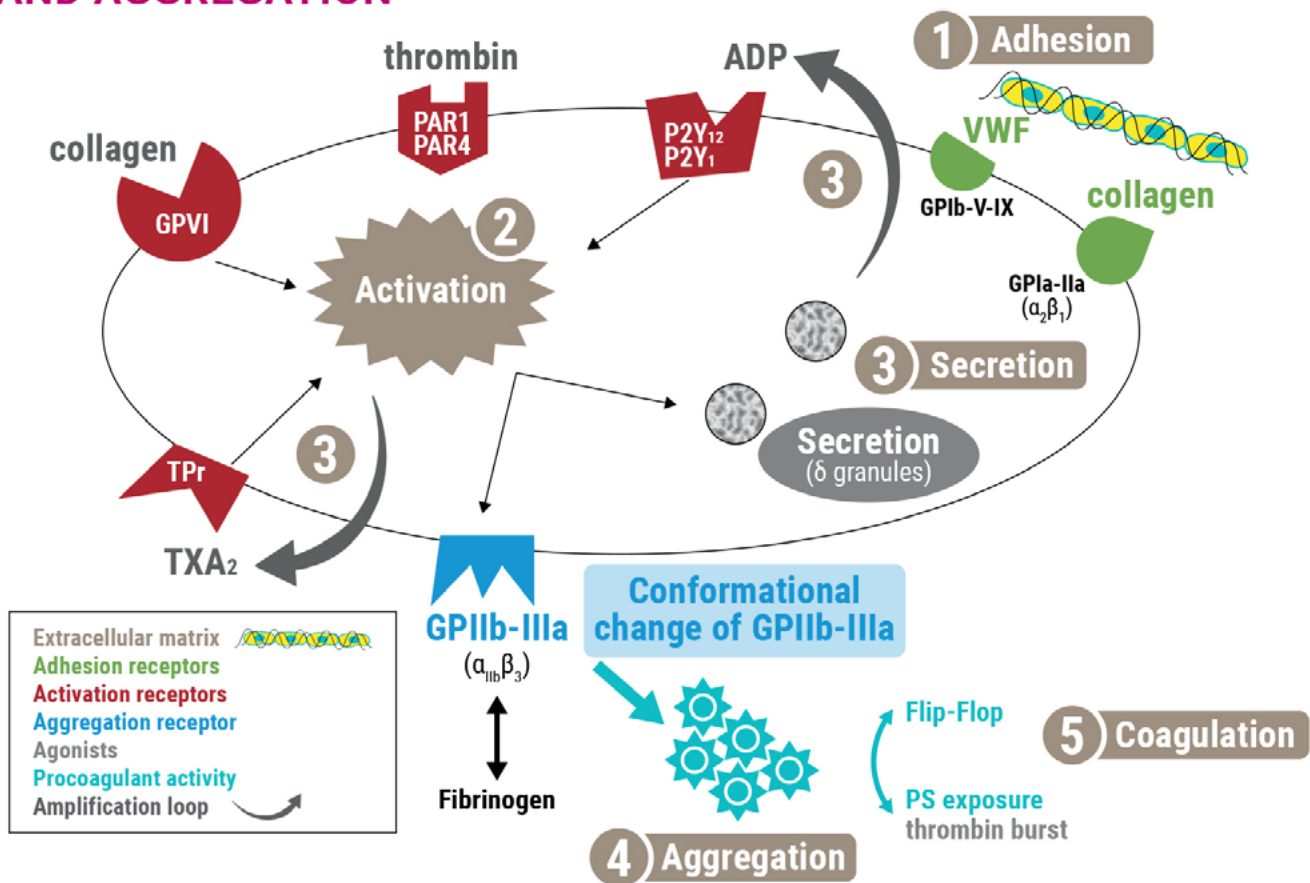 AND AGGREGATION
1 Adhesion
thrombin
ADP
PAR1
PAR4
P2Y12
P2Y1
collagen
GPVI
3
VWF
GPIb-V-IX
collagen
GPIa-IIa
(α2β1)
2
Activation
3 Secretion
Secretion
(δ granules)
TPr
3
TXA2
GPIIb-IIIa
(αIIbβ3)
Fibrinogen
Conformational
change of GPIIb-IIIa
Extracellular matrix
Adhesion receptors
Activation receptors
Aggregation receptor
Agonists
Procoagulant activity
Amplification loop
Flip-Flop
PS exposure
thrombin burst
5 Coagulation
4 Aggregation